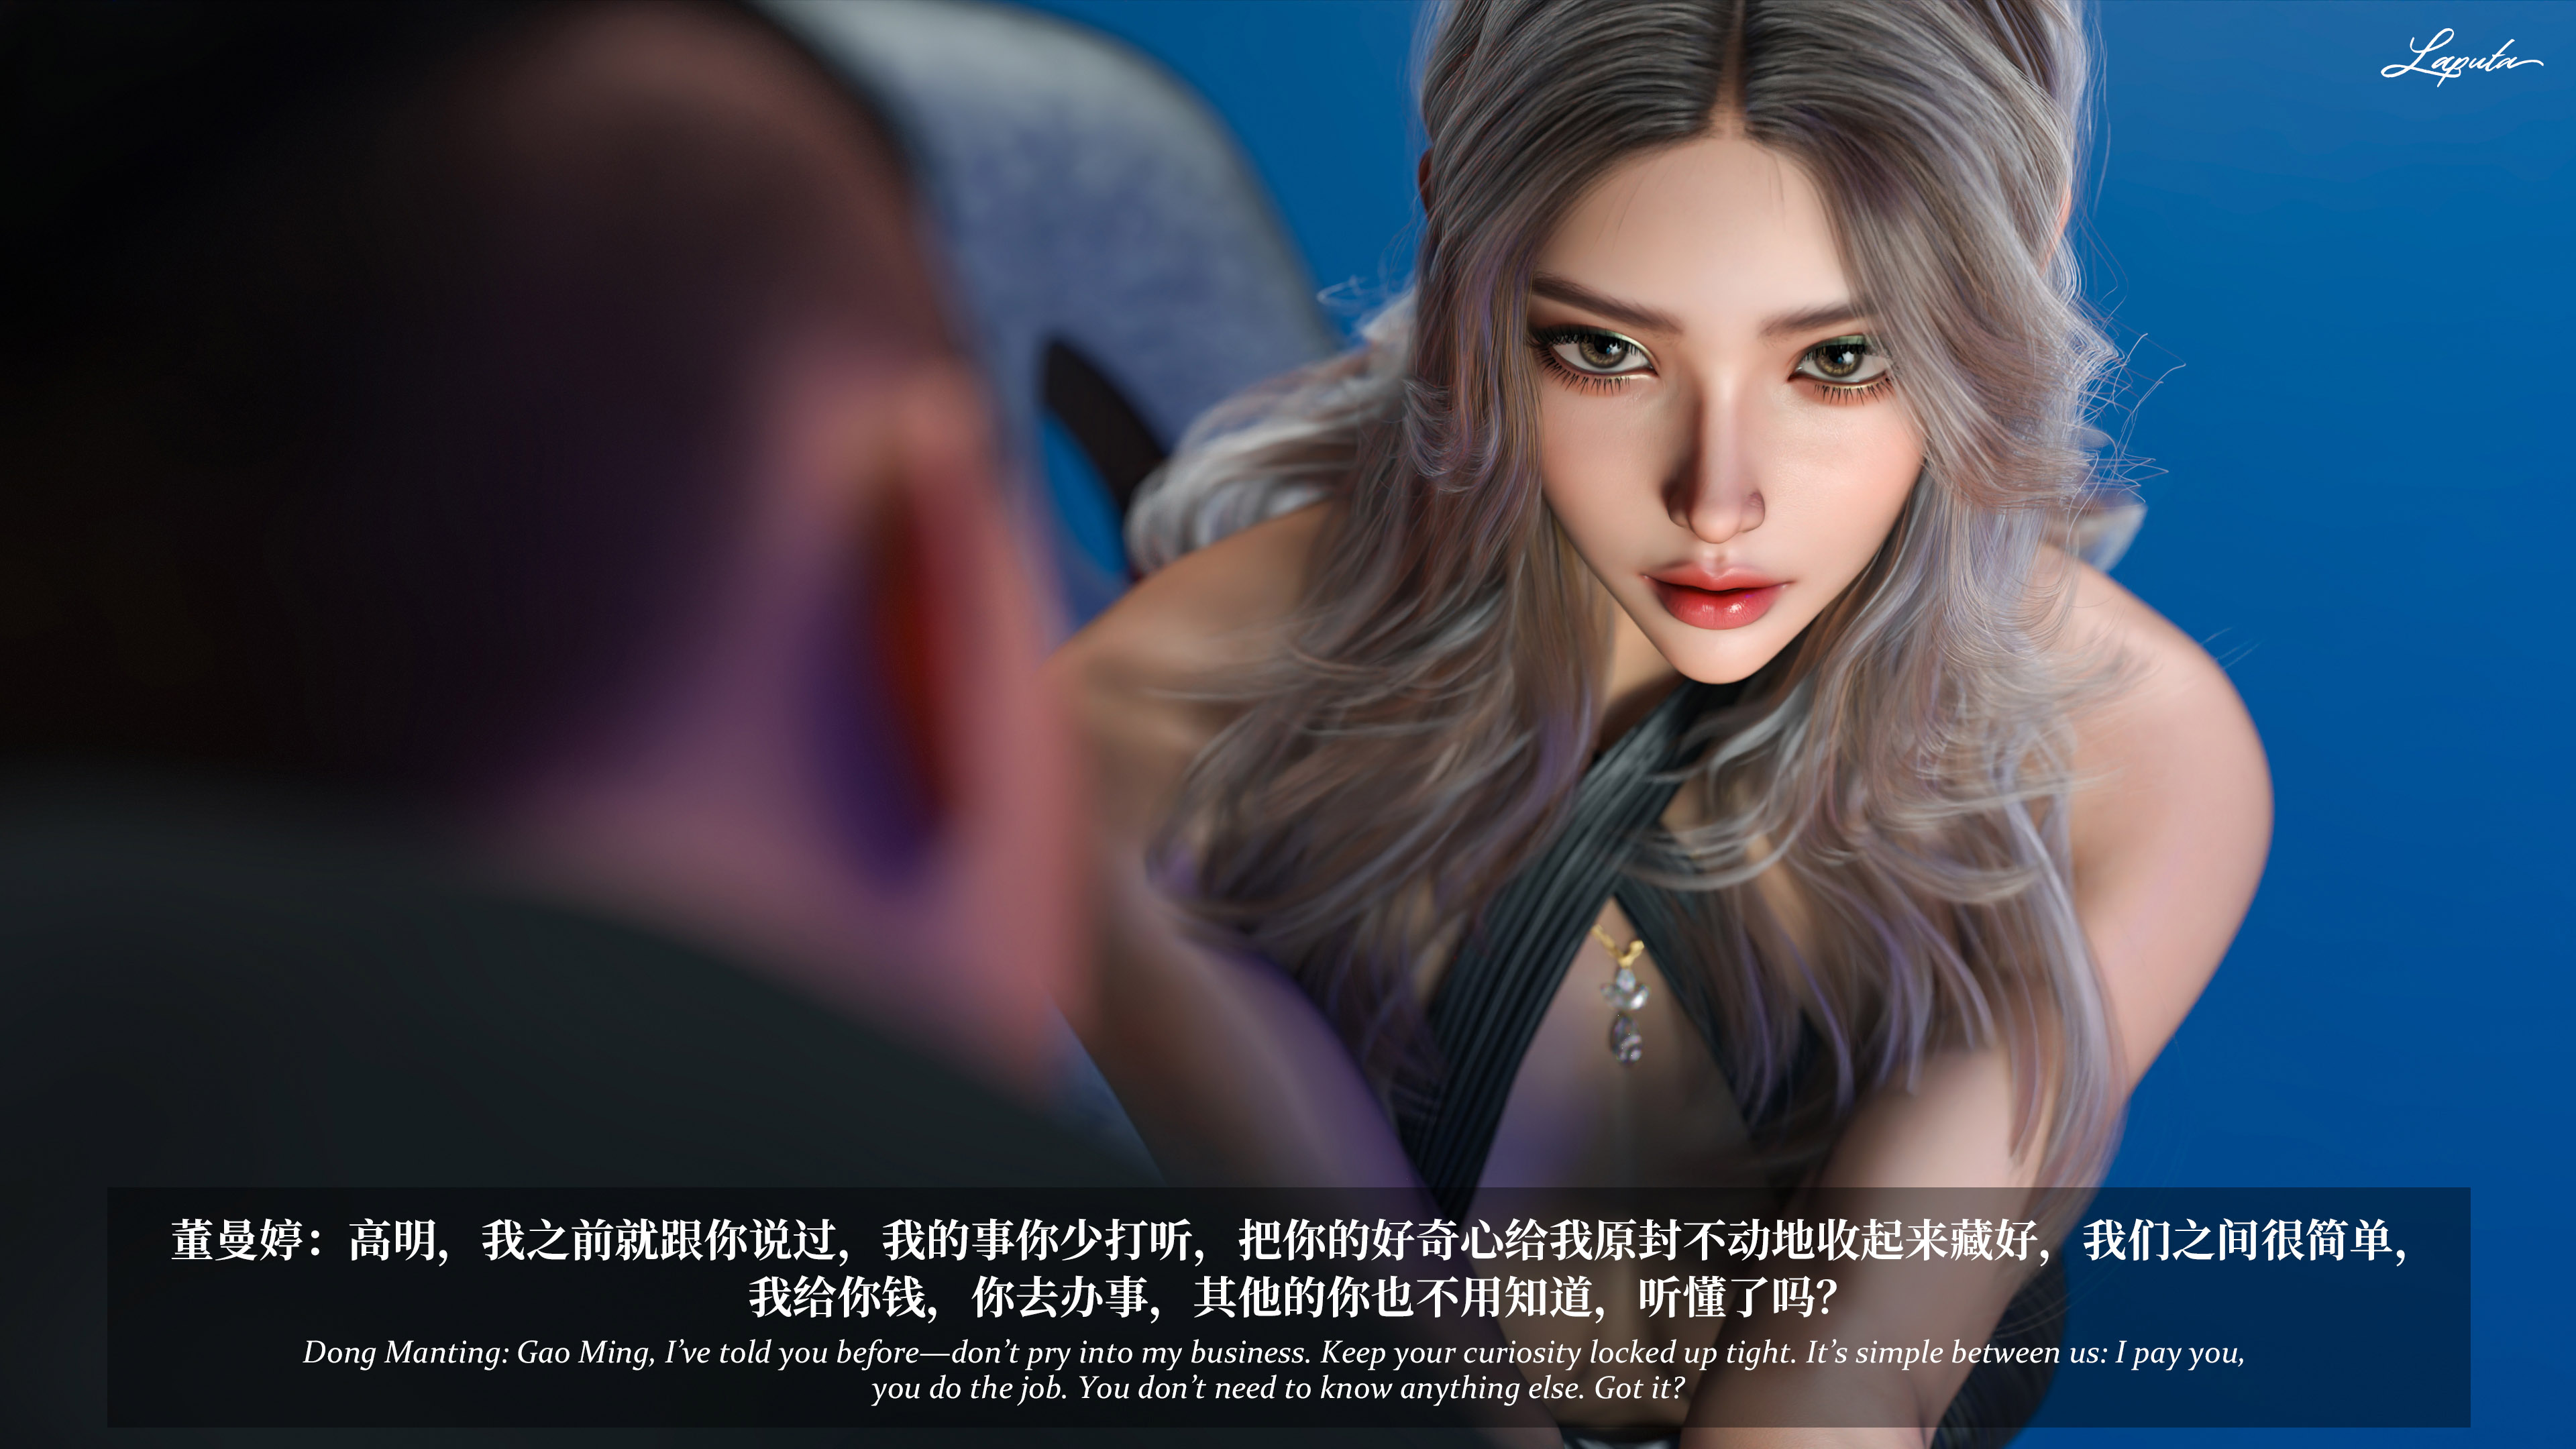 Laputa
董曼婷：高明，我之前就跟你说过，我的事你少打听，把你的好奇心给我原封不动地收起来藏好，我们之间很简单，
我给你钱，你去办事，其他的你也不用知道，听懂了吗？
Dong Manting: Gao Ming, I’ve told you before—don’t pry into my business. Keep your curiosity locked up tight. It’s simple between us: I pay you,
you do the job. You don’t need to know anything else. Got it?